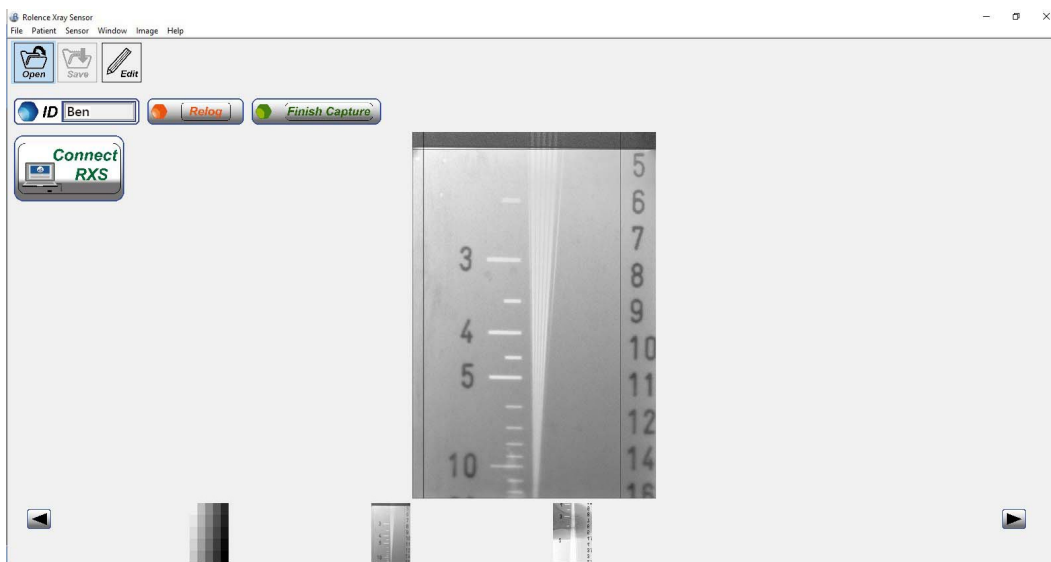 Rolence Xray Sensor
File Patient Sensor Window Image Help
Open Save Edit
ID Ben Relog Finish Capture
Connect
RXS
5
6
7
3
8
9
4
10
5 11
12
10 14
16